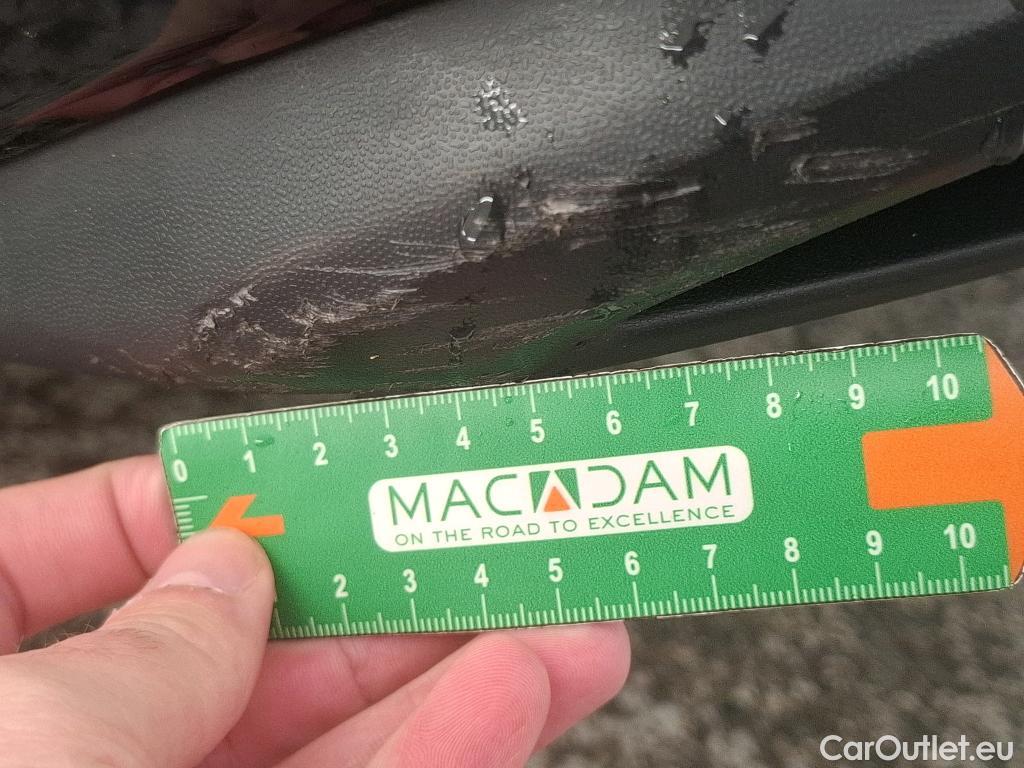 0 1 2 3 4 5 6 7 8 9 10
MACADAM
ON THE ROAD TO EXCELLENCE
2 3 4 5 6 7 8 9 10
CarOutlet.eu